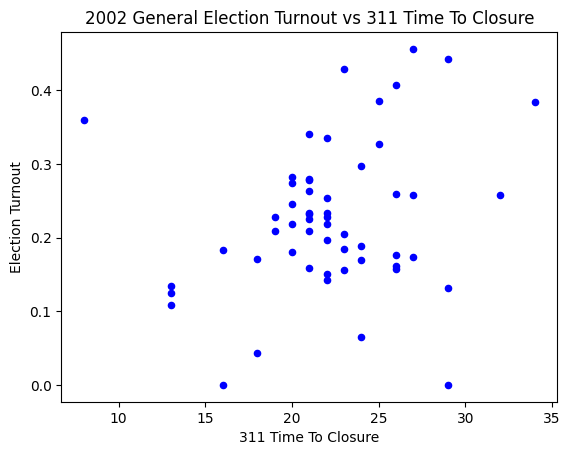 2002 General Election Turnout vs 311 Time To Closure
0.4
0.3
0.2
0.1
0.0
Election Turnout
10 15 20 25 30 35
311 Time To Closure